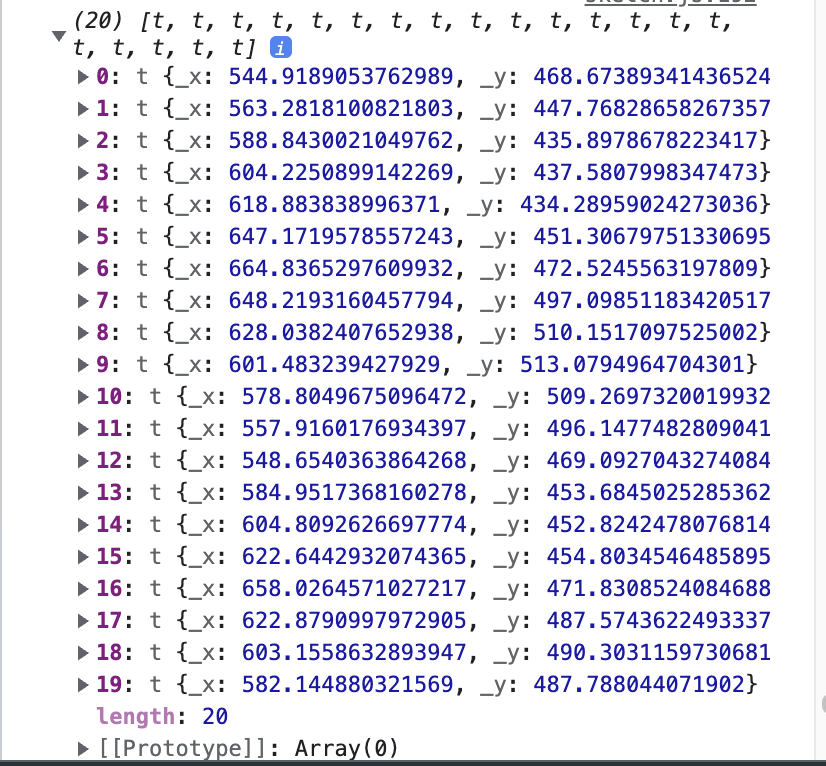 (20) [t, t, t, t, t, t, t, t, t, t, t, t, t, t, t,
t, t, t, t, t] i
0: t {_x: 544.9189053762989, _y: 468.67389341436524
1: t {_x: 563.2818100821803, _y: 447.76828658267357
2: t {_x: 588.8430021049762, _y: 435.8978678223417}
3: t {_x: 604.2250899142269, _y: 437.5807998347473}
4: t {_x: 618.883838996371, _y: 434.28959024273036}
5: t {_x: 647.1719578557243, _y: 451.30679751330695
6: t {_x: 664.8365297609932, _y: 472.5245563197809}
7: t {_x: 648.2193160457794, _y: 497.09851183420517
8: t {_x: 628.0382407652938, _y: 510.1517097525002}
9: t {_x: 601.483239427929, _y: 513.0794964704301}
10: t {_x: 578.8049675096472, _y: 509.2697320019932
11: t {_x: 557.9160176934397, _y: 496.1477482809041
12: t {_x: 548.6540363864268, _y: 469.0927043274084
13: t {_x: 584.9517368160278, _y: 453.6845025285362
14: t {_x: 604.8092626697774, _y: 452.8242478076814
15: t {_x: 622.6442932074365, _y: 454.8034546485895
16: t {_x: 658.0264571027217, _y: 471.8308524084688
17: t {_x: 622.8790997972905, _y: 487.5743622493337
18: t {_x: 603.1558632893947, _y: 490.3031159730681
19: t {_x: 582.144880321569, _y: 487.788044071902}
length: 20
[[Prototype]]: Array(0)